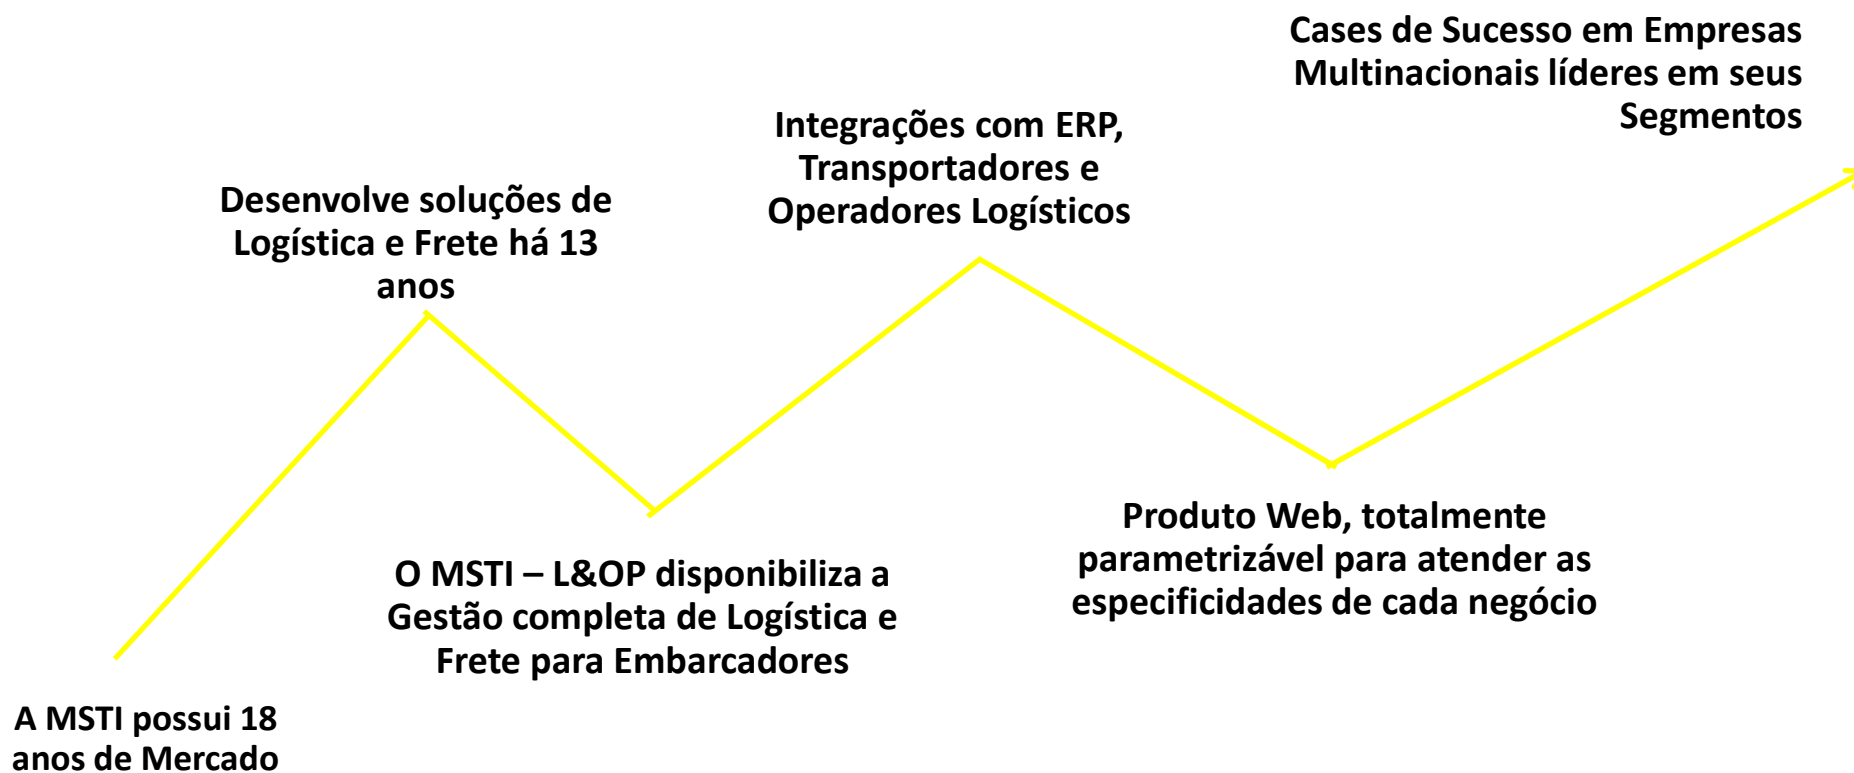 A MSTI possui 18
anos de Mercado
Desenvolve soluções de
Logística e Frete há 13
anos
O MSTI – L&OP disponibiliza a
Gestão completa de Logística e
Frete para Embarcadores
Integrações com ERP,
Transportadores e
Operadores Logísticos
Produto Web, totalmente
parametrizável para atender as
especificidades de cada negócio
Cases de Sucesso em Empresas
Multinacionais líderes em seus
Segmentos